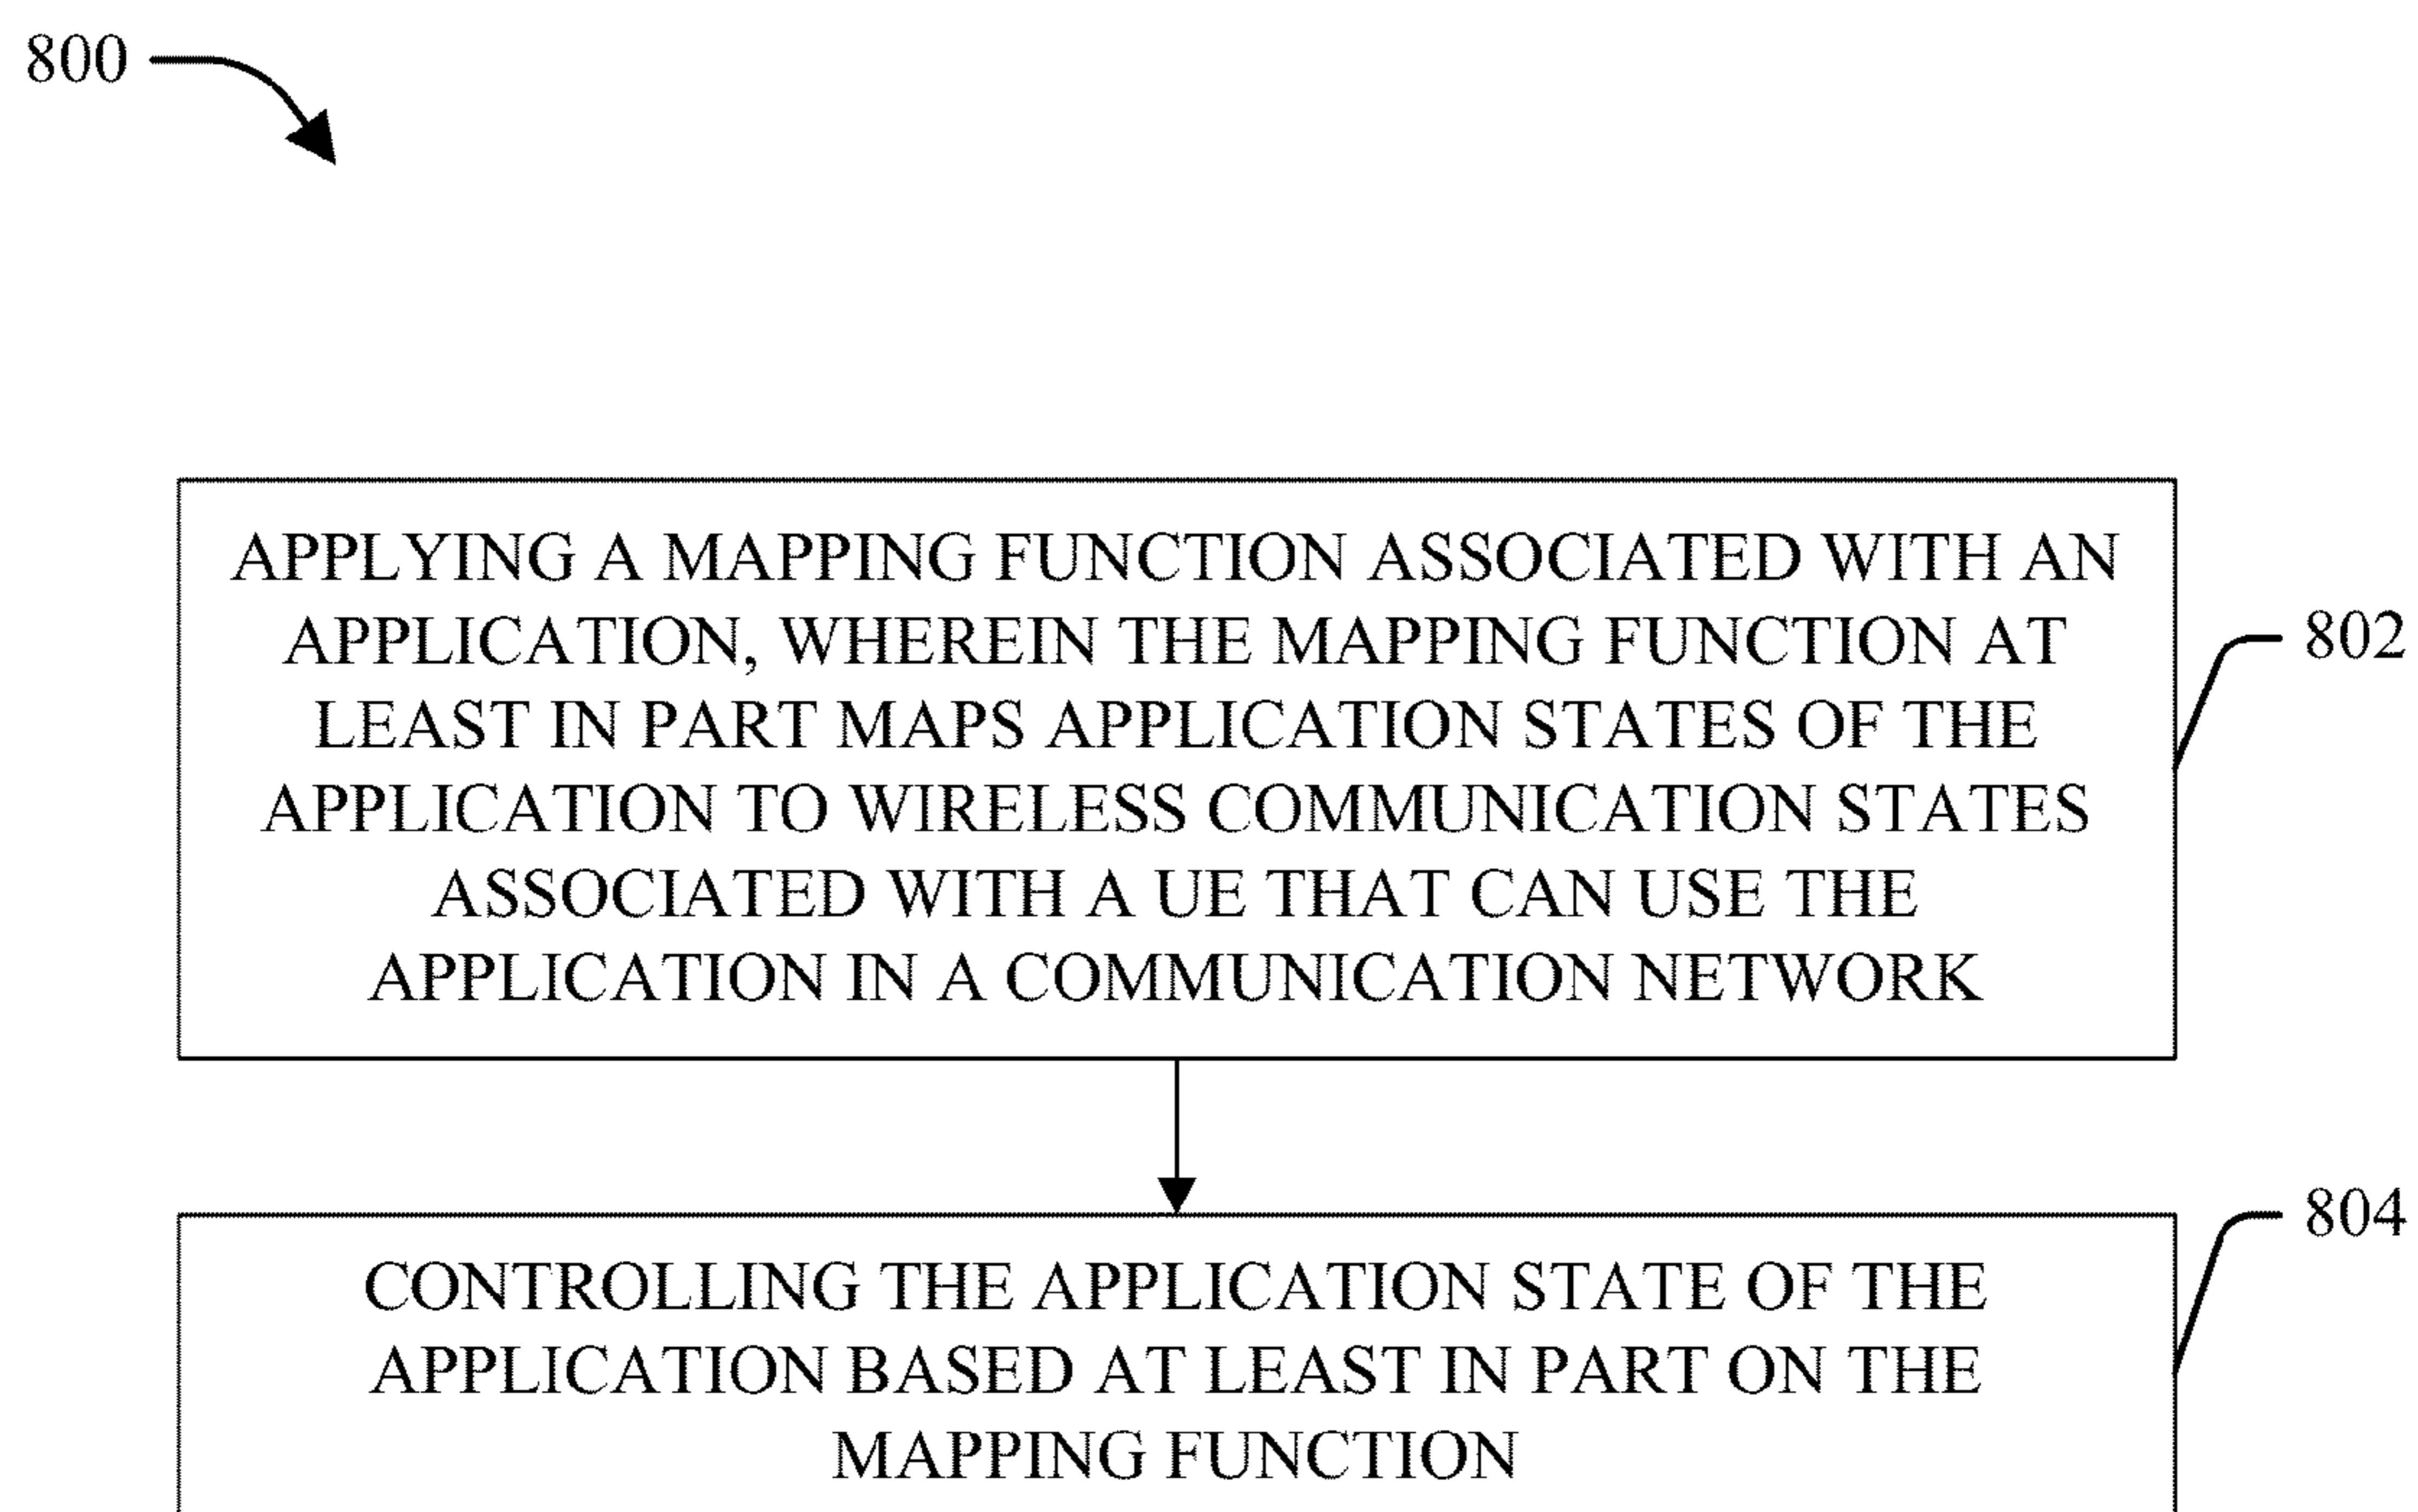 800
APPLYING A MAPPING FUNCTION ASSOCIATED WITH AN
APPLICATION, WHEREIN THE MAPPING FUNCTION AT
LEAST IN PART MAPS APPLICATION STATES OF THE
APPLICATION TO WIRELESS COMMUNICATION STATES
ASSOCIATED WITH A UE THAT CAN USE THE
APPLICATION IN A COMMUNICATION NETWORK
802
CONTROLLING THE APPLICATION STATE OF THE
APPLICATION BASED AT LEAST IN PART ON THE
MAPPING FUNCTION
804